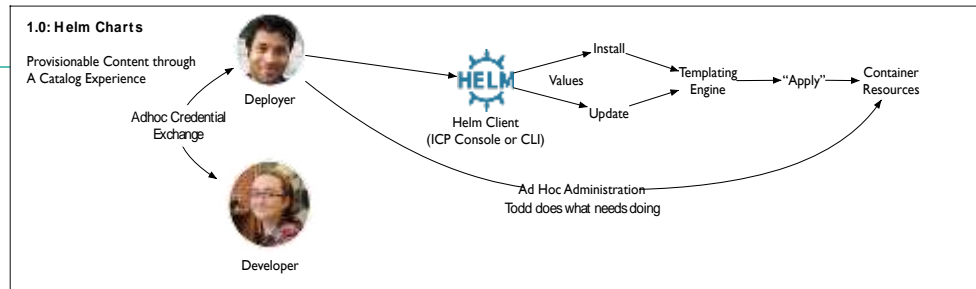 1.0: Helm Charts
Provisionable Content through
A Catalog Experience
Deployer
Adhoc Credential
Exchange
Developer
HELM
Helm Client
(ICP Console or CLI)
Install
Values
Update
Templating
Engine
“Apply”
Container
Resources
Ad Hoc Administration
Todd does what needs doing